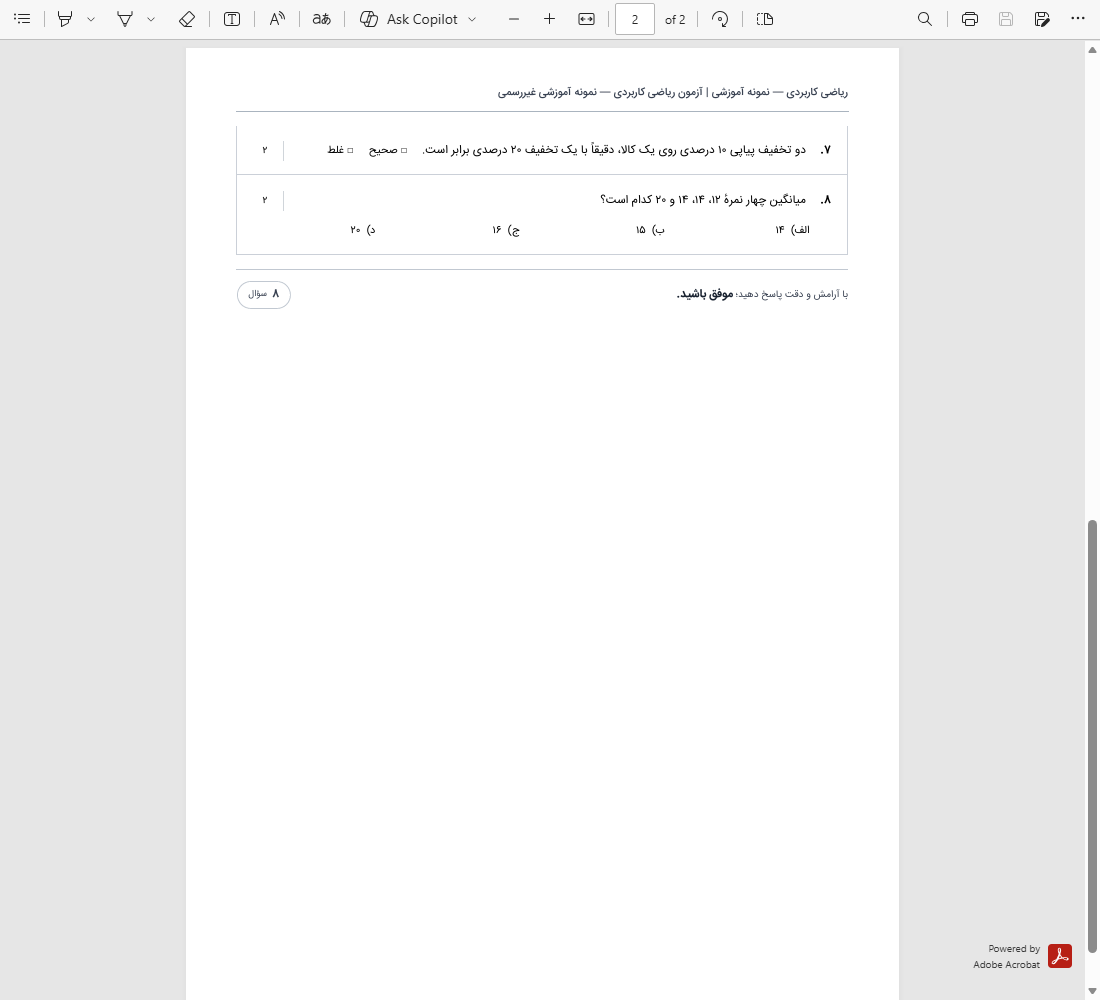 Ask Copilot
2 of 2
ریاضی کاربردی — نمونه آموزشی | آزمون ریاضی کاربردی — نمونه آموزشی غیررسمی
۷. دو تخفیف پیاپی ۱۰ درصدی روی یک کالا، دقیقاً با یک تخفیف ۲۰ درصدی برابر است. □ صحیح □ غلط ۲
۸. میانگین چهار نمرهٔ ۱۲، ۱۴، ۱۴ و ۲۰ کدام است؟ ۲
الف) ۱۴ ب) ۱۵ ج) ۱۶ د) ۲۰
با آرامش و دقت پاسخ دهید؛ موفق باشید. ۸ سؤال
Powered by
Adobe Acrobat